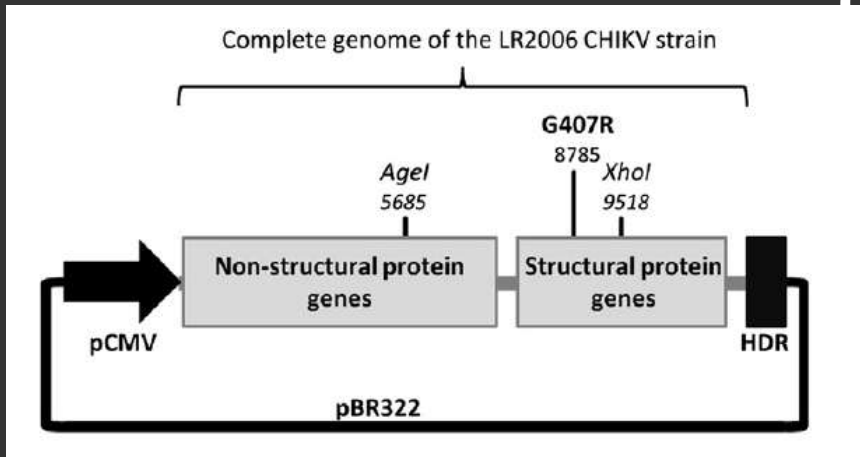 Complete genome of the LR2006 CHIKV strain
G407R
8785
AgeI
5685
XhoI
9518
Non-structural protein
genes
Structural protein
genes
pCMV
HDR
pBR322